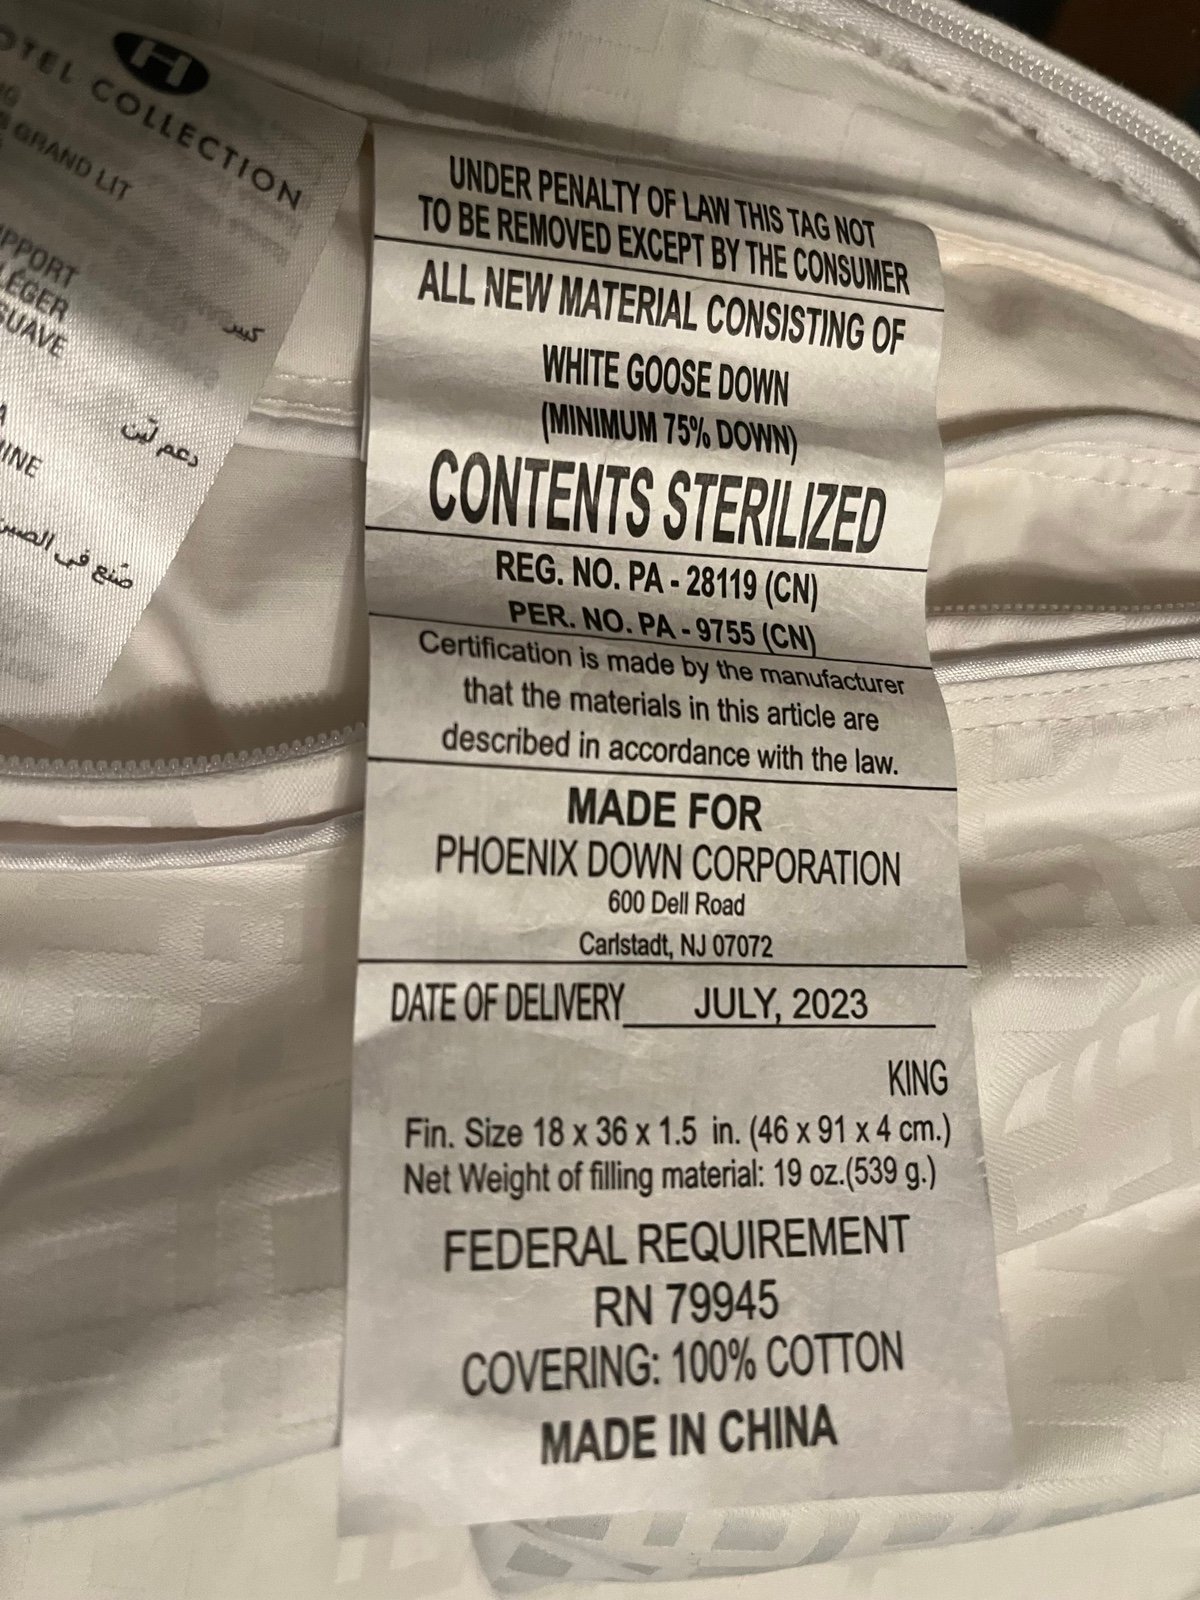 H
HOTEL COLLECTION
GRAND LIT
LÉGER
SUAVE
كبير
دعم لّين
صُنع في
UNDER PENALTY OF LAW THIS TAG NOT
TO BE REMOVED EXCEPT BY THE CONSUMER
ALL NEW MATERIAL CONSISTING OF
WHITE GOOSE DOWN
(MINIMUM 75% DOWN)
CONTENTS STERILIZED
REG. NO. PA - 28119 (CN)
PER. NO. PA - 9755 (CN)
Certification is made by the manufacturer
that the materials in this article are
described in accordance with the law.
MADE FOR
PHOENIX DOWN CORPORATION
600 Dell Road
Carlstadt, NJ 07072
DATE OF DELIVERY JULY, 2023
KING
Fin. Size 18 x 36 x 1.5 in. (46 x 91 x 4 cm.)
Net Weight of filling material: 19 oz.(539 g.)
FEDERAL REQUIREMENT
RN 79945
COVERING: 100% COTTON
MADE IN CHINA